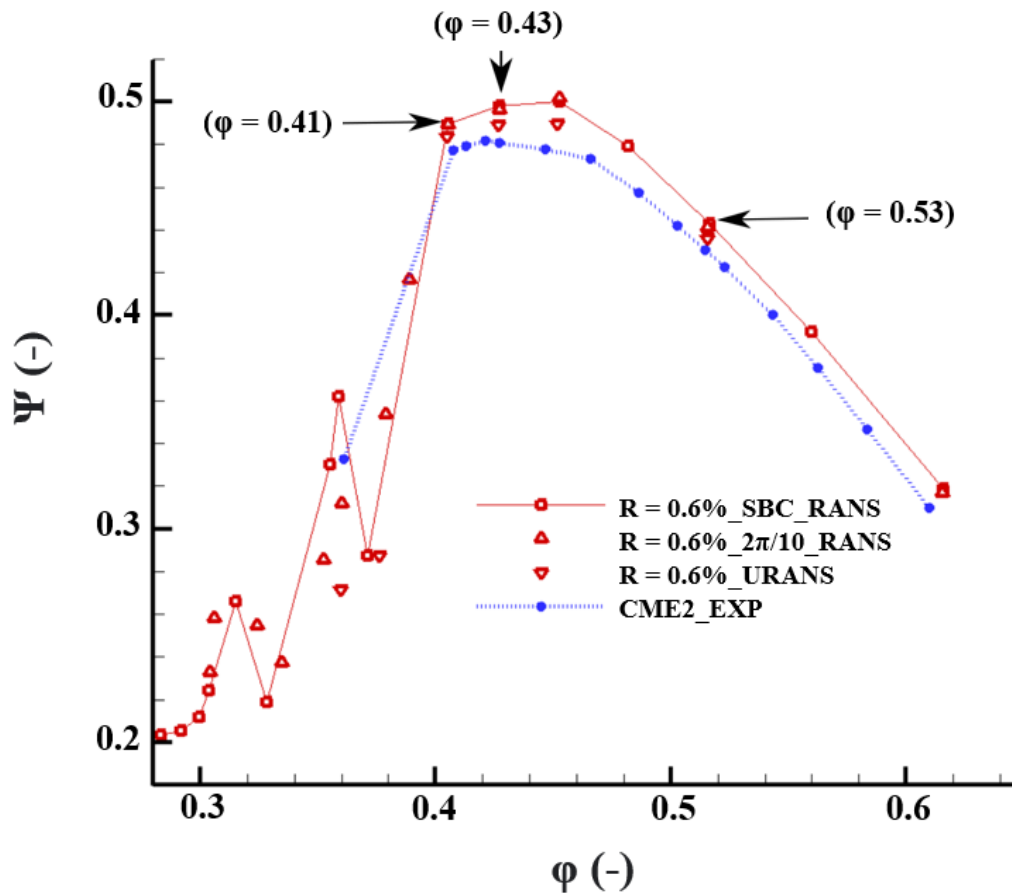 (φ = 0.43)
(φ = 0.41)
(φ = 0.53)
0.5
0.4
0.3
0.2
Ψ (-)
R = 0.6%_SBC_RANS
R = 0.6%_2π/10_RANS
R = 0.6%_URANS
CME2_EXP
0.3 0.4 0.5 0.6
φ (-)